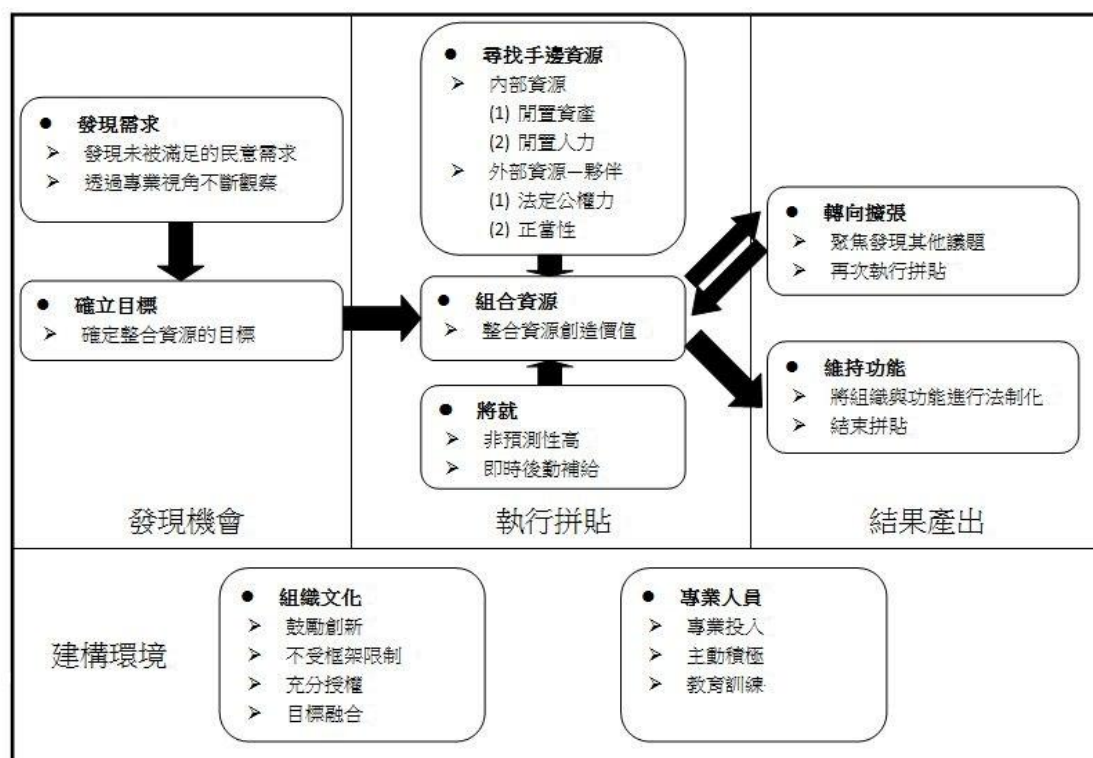 ● 發現需求
➢ 發現未被滿足的民意需求
➢ 透過專業視角不斷觀察
● 確立目標
➢ 確定整合資源的目標
發現機會
● 尋找手邊資源
➢ 內部資源
(1) 閒置資產
(2) 閒置人力
➢ 外部資源—夥伴
(1) 法定公權力
(2) 正當性
● 組合資源
➢ 整合資源創造價值
● 將就
➢ 非預測性高
➢ 即時後勤補給
執行拼貼
● 轉向擴張
➢ 聚焦發現其他議題
➢ 再次執行拼貼
● 維持功能
➢ 將組織與功能進行法制化
➢ 結束拼貼
結果產出
建構環境
● 組織文化
➢ 鼓勵創新
➢ 不受框架限制
➢ 充分授權
➢ 目標融合
● 專業人員
➢ 專業投入
➢ 主動積極
➢ 教育訓練